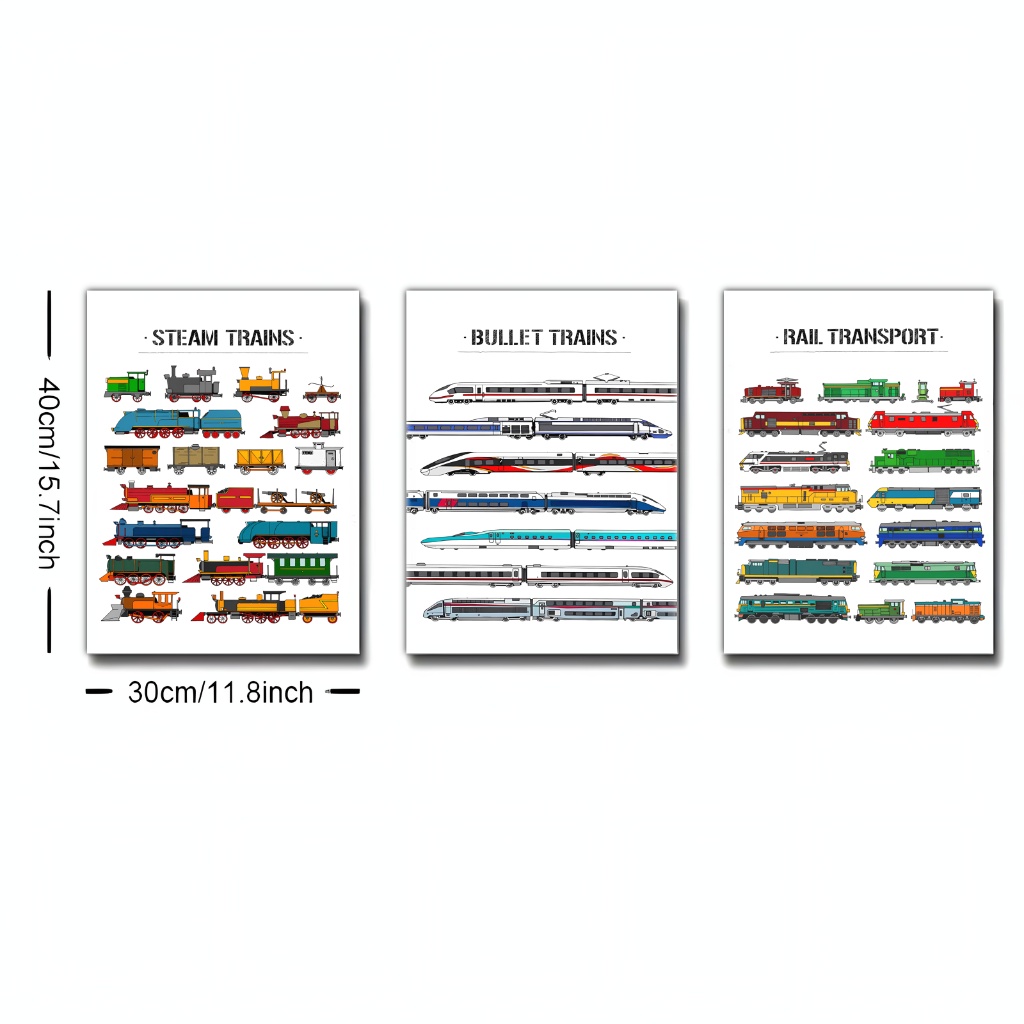 · STEAM TRAINS ·
· BULLET TRAINS ·
· RAIL TRANSPORT ·
40cm/15.7inch
30cm/11.8inch